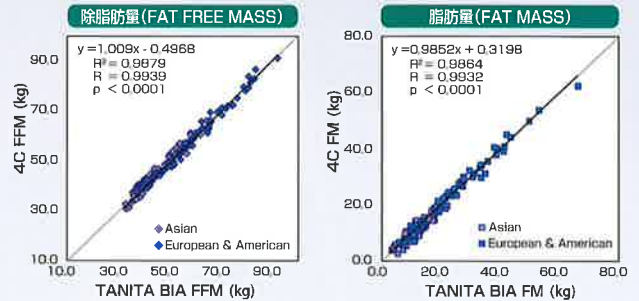 除脂肪量(FAT FREE MASS)
y=1.009x - 0.4968
R² = 0.9879
R = 0.9939
p < 0.0001
4C FFM (kg)
90.0
70.0
50.0
30.0
10.0
Asian
European & American
10.0 30.0 50.0 70.0 90.0
TANITA BIA FFM (kg)
脂肪量(FAT MASS)
y=0.9852x + 0.3198
R² = 0.9864
R = 0.9932
p < 0.0001
4C FM (kg)
80.0
60.0
40.0
20.0
0.0
Asian
European & American
0.0 20.0 40.0 60.0 80.0
TANITA BIA FM (kg)